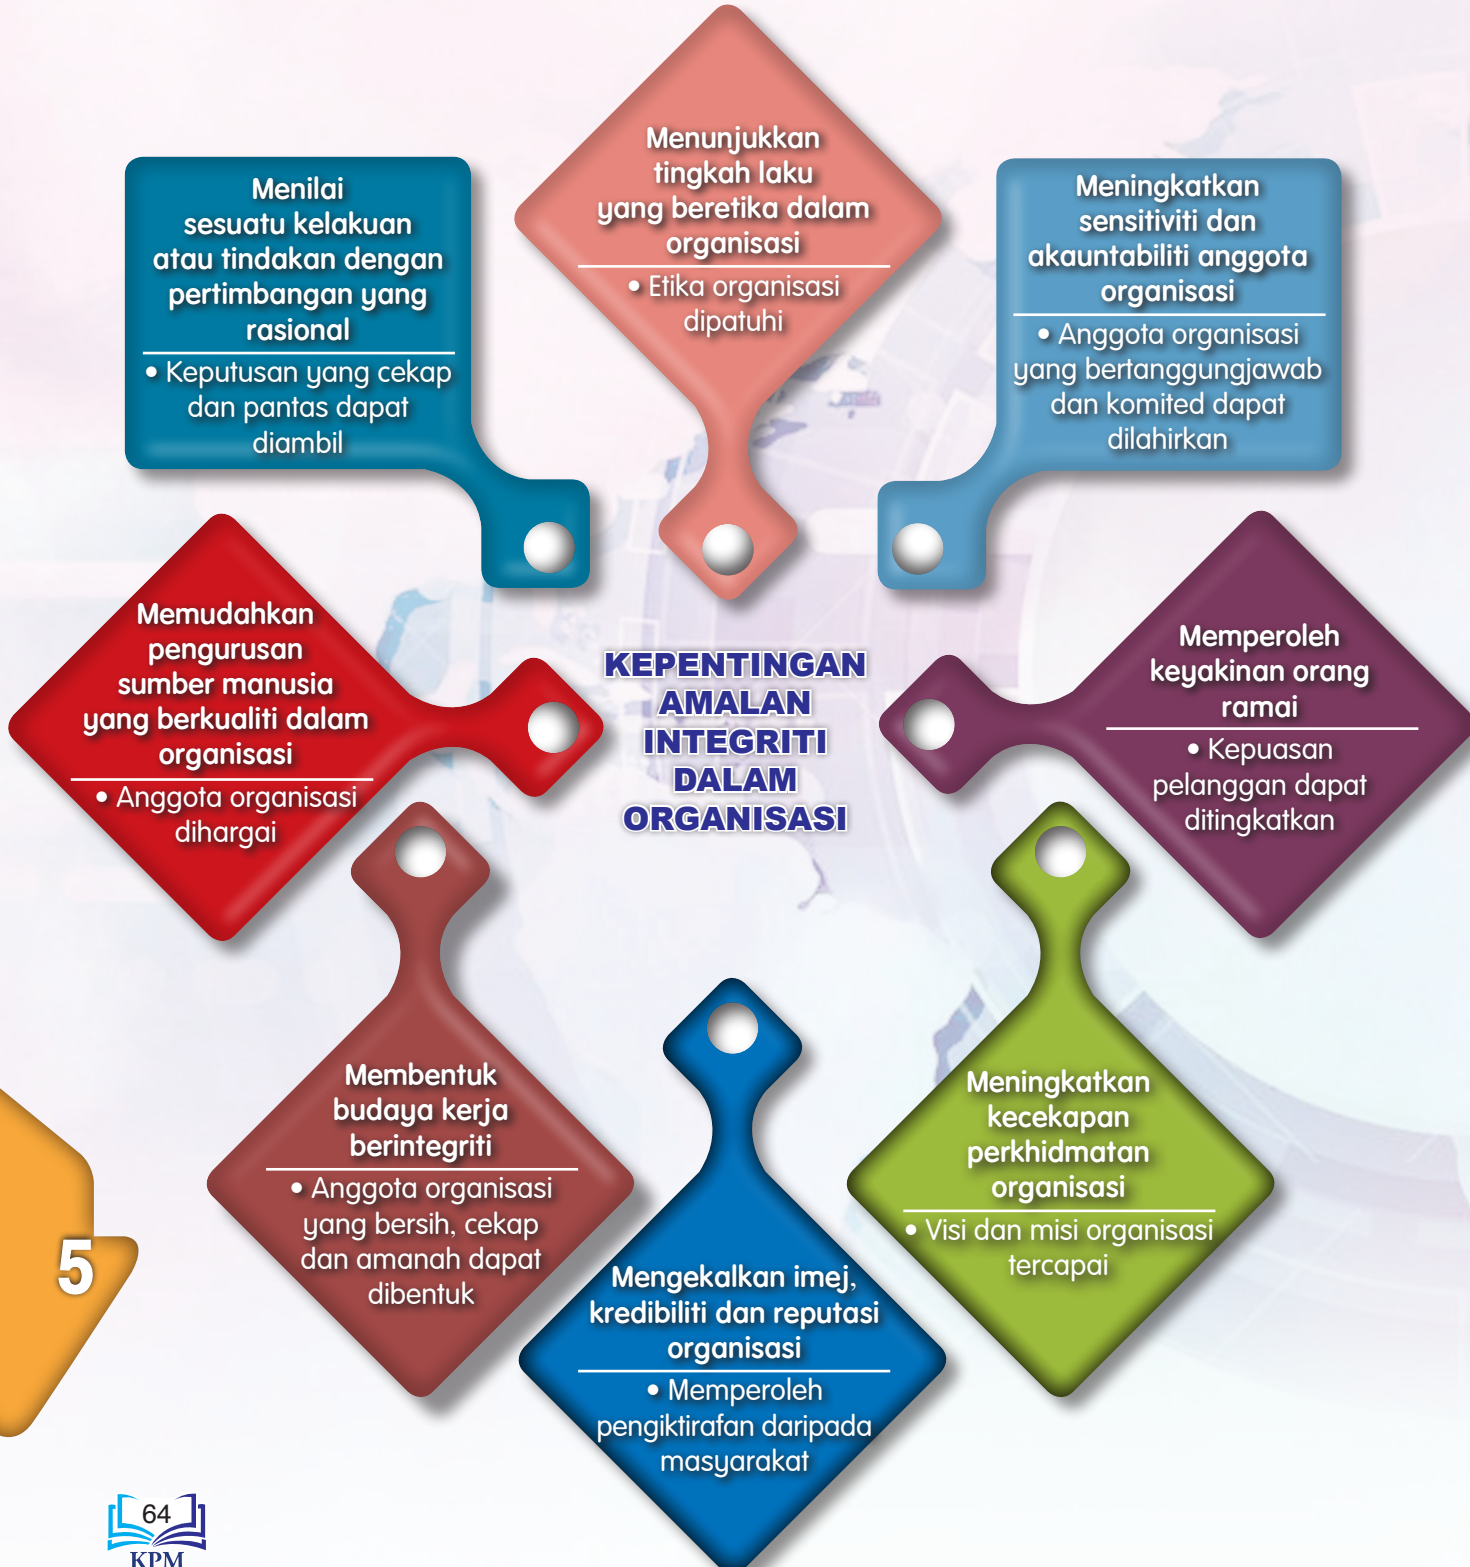 Menunjukkan
tingkah laku
yang beretika dalam
organisasi
• Etika organisasi
dipatuhi
Menilai
sesuatu kelakuan
atau tindakan dengan
pertimbangan yang
rasional
• Keputusan yang cekap
dan pantas dapat
diambil
Meningkatkan
sensitiviti dan
akauntabiliti anggota
organisasi
• Anggota organisasi
yang bertanggungjawab
dan komited dapat
dilahirkan
Memudahkan
pengurusan
sumber manusia
yang berkualiti dalam
organisasi
• Anggota organisasi
dihargai
KEPENTINGAN
AMALAN
INTEGRITI
DALAM
ORGANISASI
Memperoleh
keyakinan orang
ramai
• Kepuasan
pelanggan dapat
ditingkatkan
Membentuk
budaya kerja
berintegriti
• Anggota organisasi
yang bersih, cekap
dan amanah dapat
dibentuk
Mengekalkan imej,
kredibiliti dan reputasi
organisasi
• Memperoleh
pengiktirafan daripada
masyarakat
Meningkatkan
kecekapan
perkhidmatan
organisasi
• Visi dan misi organisasi
tercapai
5
64
KPM